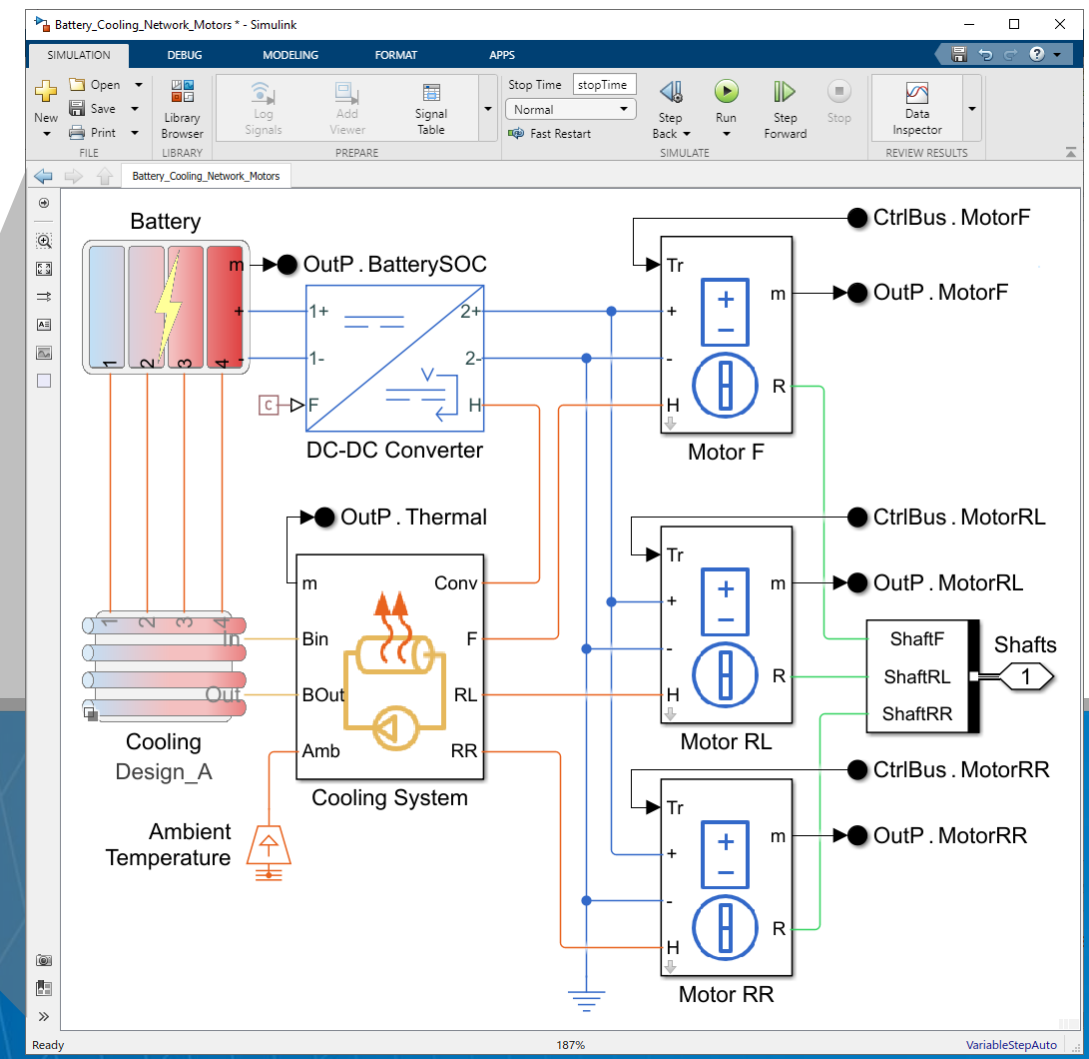 Battery_Cooling_Network_Motors * - Simulink
SIMULATION DEBUG MODELING FORMAT APPS
New
Open
Save
Print
FILE
Library Browser
LIBRARY
Log Signals
Add Viewer
Signal Table
PREPARE
Stop Time stopTime
Normal
Fast Restart
Step Back
Run
Step Forward
Stop
SIMULATE
Data Inspector
REVIEW RESULTS
Battery_Cooling_Network_Motors
Battery
m
+
-
1 2 3 4
OutP . BatterySOC
1+ 2+
1- 2-
C F H
DC-DC Converter
CtrlBus . MotorF
Tr
m
OutP . MotorF
+
-
R
H
Motor F
OutP . Thermal
m Conv
Bin F
BOut RL
Amb RR
Cooling System
1 2 3 4
In
Out
Cooling
Design_A
Ambient
Temperature
CtrlBus . MotorRL
Tr
m
OutP . MotorRL
+
-
R
H
Motor RL
ShaftF
ShaftRL
ShaftRR
Shafts
1
CtrlBus . MotorRR
Tr
m
OutP . MotorRR
+
-
R
H
Motor RR
Ready 187% VariableStepAuto